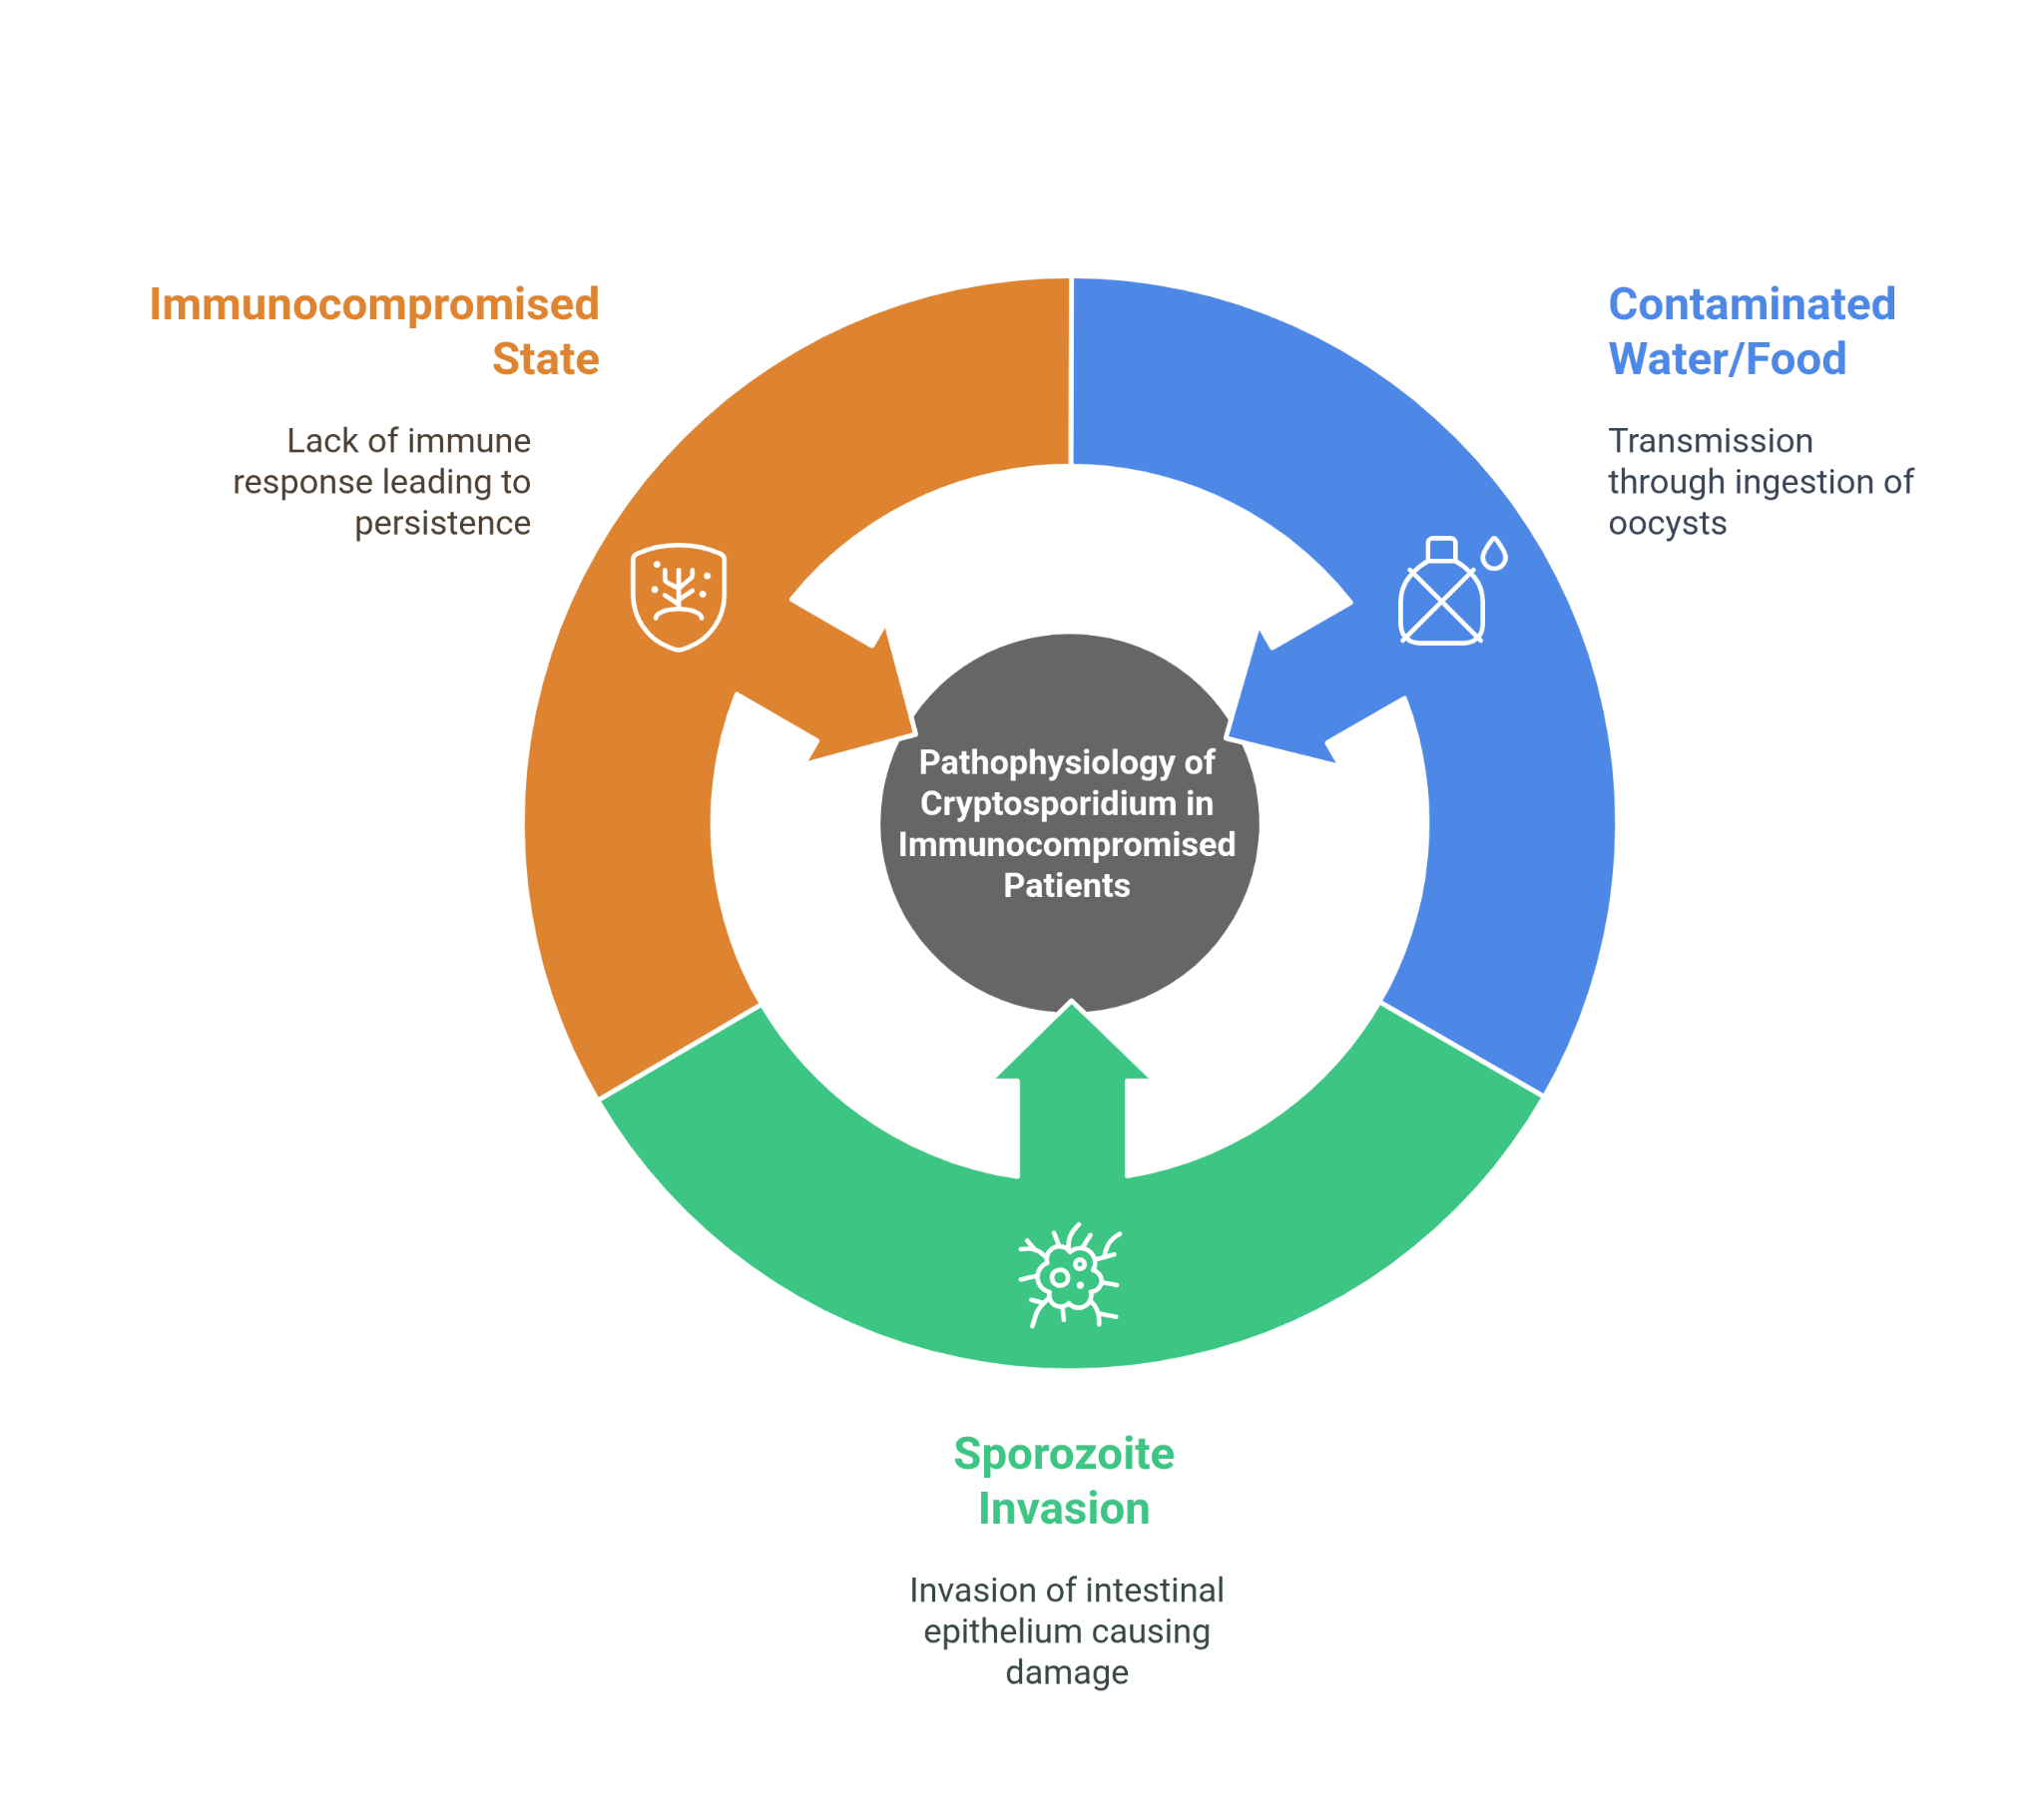 Immunocompromised
State
Lack of immune
response leading to
persistence
Contaminated
Water/Food
Transmission
through ingestion of
oocysts
Pathophysiology of
Cryptosporidium in
Immunocompromised
Patients
Sporozoite
Invasion
Invasion of intestinal
epithelium causing
damage